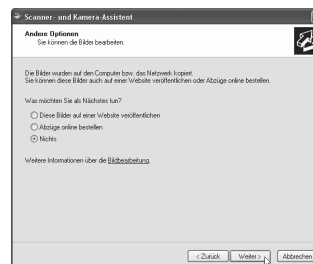 Scanner- und Kamera-Assistent
Andere Optionen
Sie können die Bilder bearbeiten.
Die Bilder wurden auf den Computer bzw. das Netzwerk kopiert.
Sie können diese Bilder auch auf einer Website veröffentlichen oder Abzüge online bestellen.
Was möchten Sie als Nächstes tun?
Diese Bilder auf einer Website veröffentlichen
Abzüge online bestellen
Nichts
Weitere Informationen über die Bildbearbeitung.
< Zurück Weiter > Abbrechen